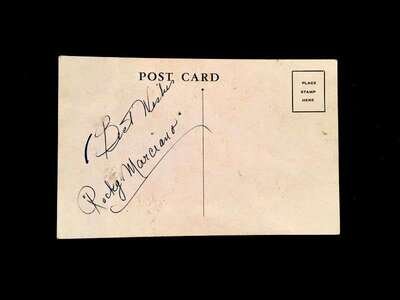 POST CARD
PLACE
STAMP
HERE
Best Wishes
Rocky Marciano.